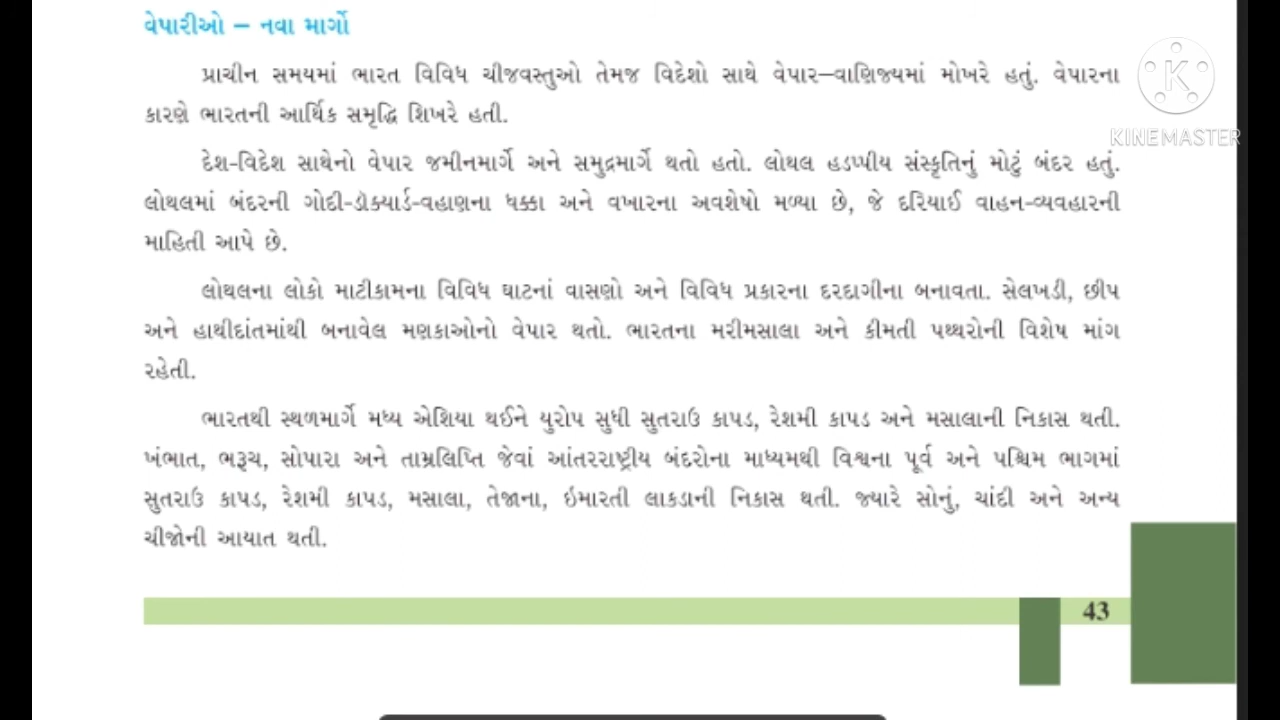 વેપારીઓ – નવા માર્ગો
પ્રાચીન સમયમાં ભારત વિવિધ ચીજવસ્તુઓ તેમજ વિદેશો સાથે વેપાર–વાણિજ્યમાં મોખરે હતું. વેપારના
કારણે ભારતની આર્થિક સમૃદ્ધિ શિખરે હતી.
દેશ-વિદેશ સાથેનો વેપાર જમીનમાર્ગે અને સમુદ્રમાર્ગે થતો હતો. લોથલ હડપ્પીય સંસ્કૃતિનું મોટું બંદર હતું.
લોથલમાં બંદરની ગોદી-ડૉક્યાર્ડ-વહાણના ધક્કા અને વખારના અવશેષો મળ્યા છે, જે દરિયાઈ વાહન-વ્યવહારની
માહિતી આપે છે.
લોથલના લોકો માટીકામના વિવિધ ઘાટનાં વાસણો અને વિવિધ પ્રકારના દરદાગીના બનાવતા. સેલખડી, છીપ
અને હાથીદાંતમાંથી બનાવેલ મણકાઓનો વેપાર થતો. ભારતના મરીમસાલા અને કીમતી પથ્થરોની વિશેષ માંગ
રહેતી.
ભારતથી સ્થળમાર્ગે મધ્ય એશિયા થઈને યુરોપ સુધી સુતરાઉ કાપડ, રેશમી કાપડ અને મસાલાની નિકાસ થતી.
ખંભાત, ભરૂચ, સોપારા અને તામ્રલિપ્તિ જેવાં આંતરરાષ્ટ્રીય બંદરોના માધ્યમથી વિશ્વના પૂર્વ અને પશ્ચિમ ભાગમાં
સુતરાઉ કાપડ, રેશમી કાપડ, મસાલા, તેજાના, ઇમારતી લાકડાની નિકાસ થતી. જ્યારે સોનું, ચાંદી અને અન્ય
ચીજોની આયાત થતી.
43
K
KINEMASTER